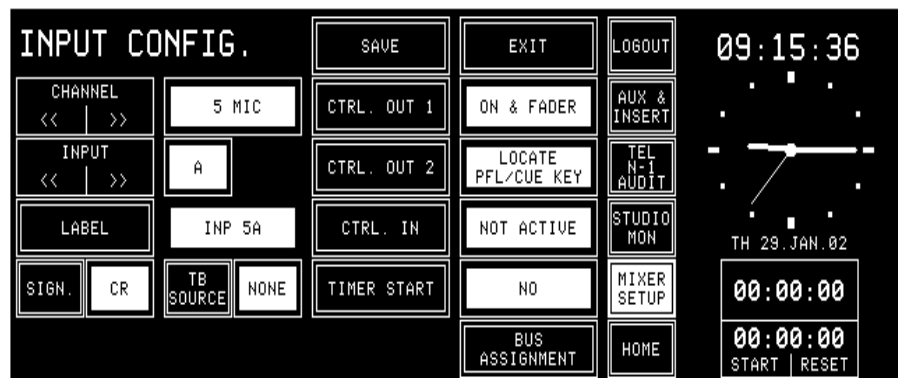 INPUT CONFIG.
SAVE
EXIT
LOGOUT
09:15:36
CHANNEL
<< >>
5 MIC
CTRL. OUT 1
ON & FADER
AUX &
INSERT
INPUT
<< >>
A
CTRL. OUT 2
LOCATE
PFL/CUE KEY
TEL
N-1
AUDIT
LABEL
INP 5A
CTRL. IN
NOT ACTIVE
STUDIO
MON
TH 29.JAN.02
SIGN.
CR
TB
SOURCE
NONE
TIMER START
NO
MIXER
SETUP
00:00:00
BUS
ASSIGNMENT
HOME
00:00:00
START RESET